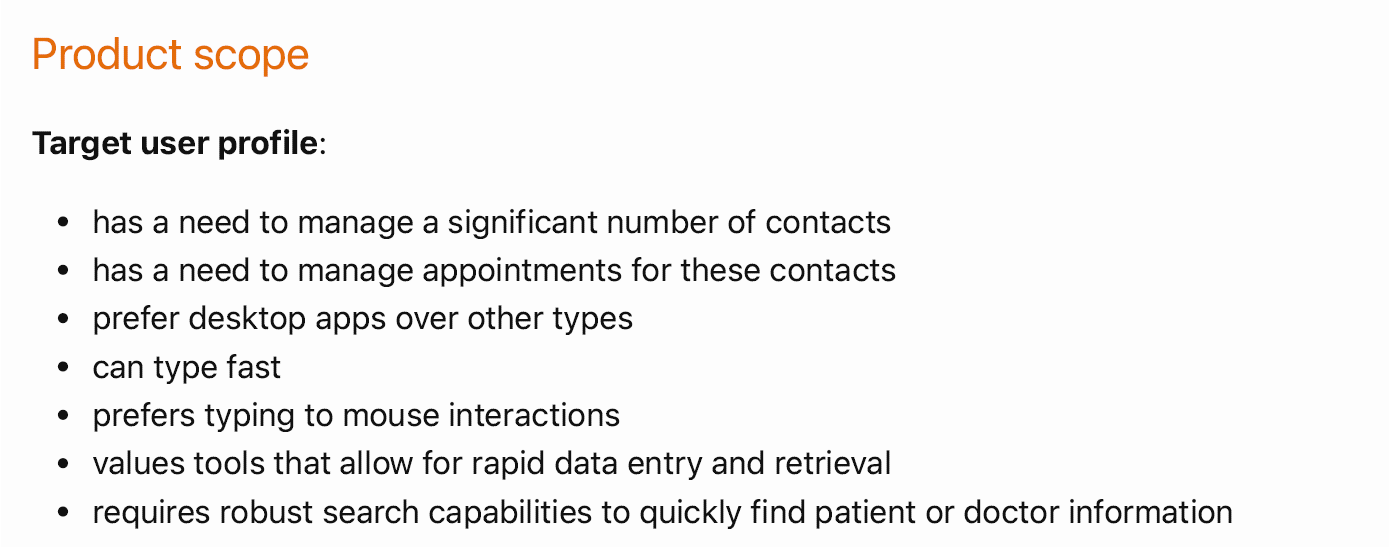 Product scope
Target user profile:
• has a need to manage a significant number of contacts
• has a need to manage appointments for these contacts
• prefer desktop apps over other types
• can type fast
• prefers typing to mouse interactions
• values tools that allow for rapid data entry and retrieval
• requires robust search capabilities to quickly find patient or doctor information